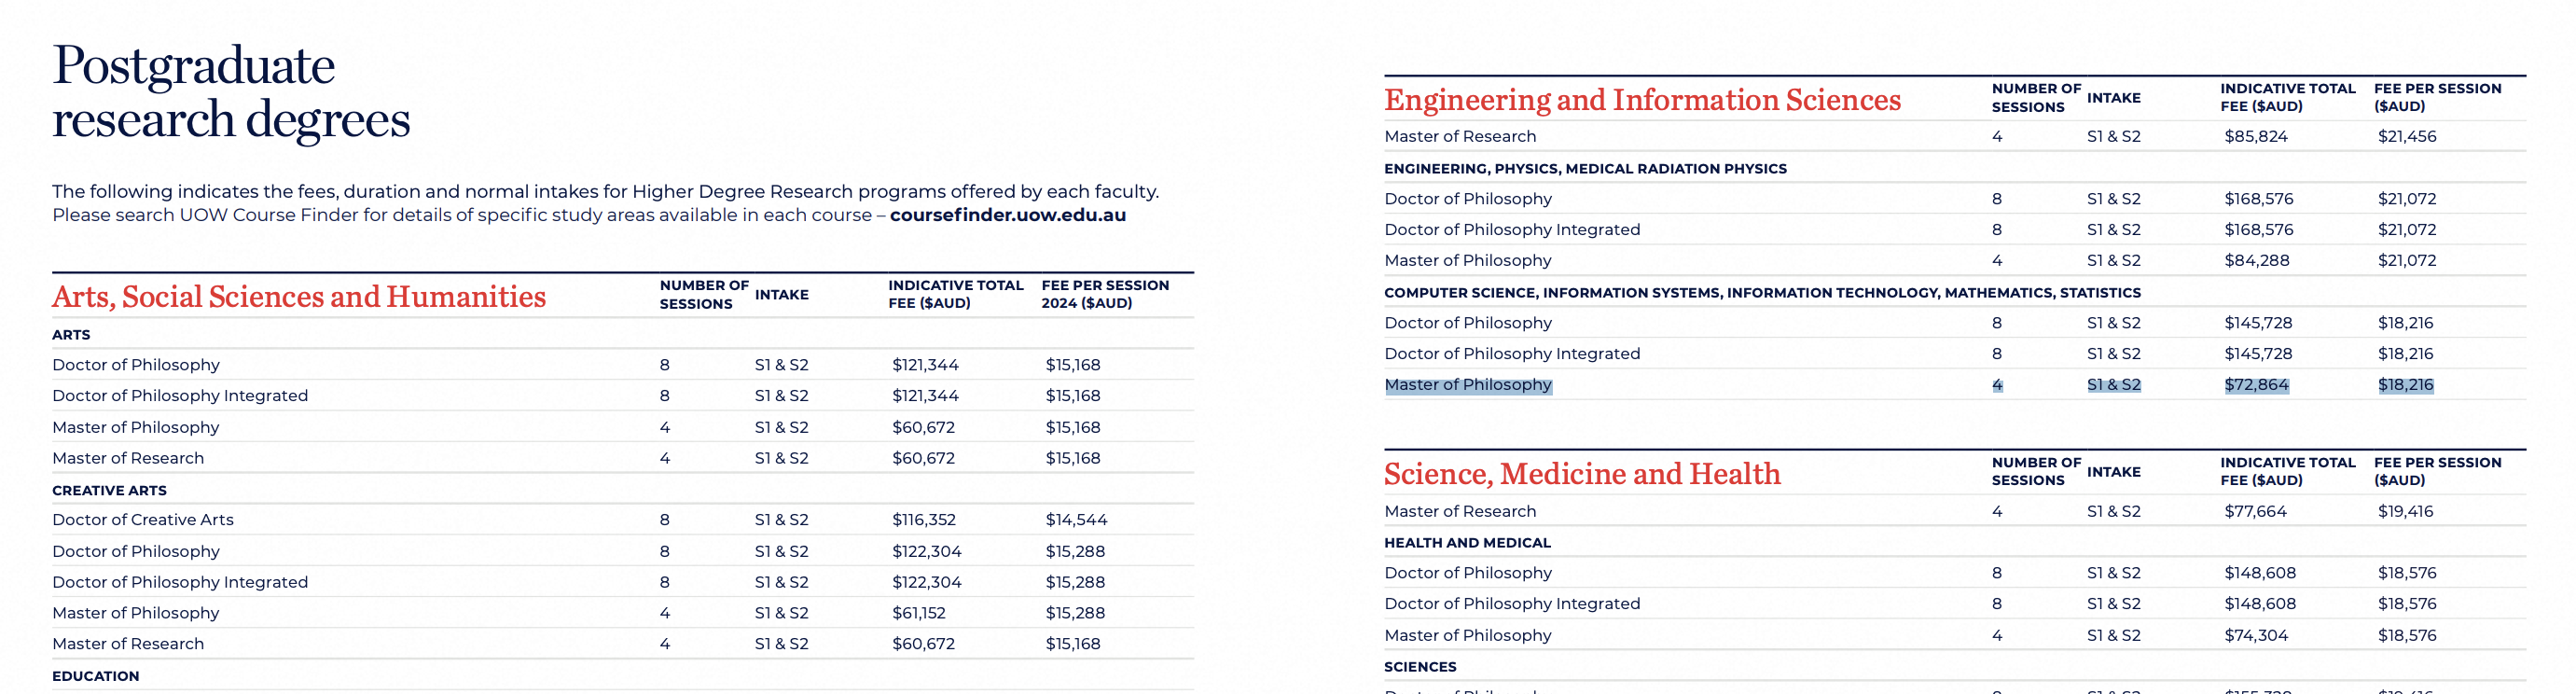 Postgraduate
research degrees
The following indicates the fees, duration and normal intakes for Higher Degree Research programs offered by each faculty.
Please search UOW Course Finder for details of specific study areas available in each course – coursefinder.uow.edu.au
Arts, Social Sciences and Humanities NUMBER OF SESSIONS INTAKE INDICATIVE TOTAL FEE ($AUD) FEE PER SESSION 2024 ($AUD)
ARTS
Doctor of Philosophy 8 S1 & S2 $121,344 $15,168
Doctor of Philosophy Integrated 8 S1 & S2 $121,344 $15,168
Master of Philosophy 4 S1 & S2 $60,672 $15,168
Master of Research 4 S1 & S2 $60,672 $15,168
CREATIVE ARTS
Doctor of Creative Arts 8 S1 & S2 $116,352 $14,544
Doctor of Philosophy 8 S1 & S2 $122,304 $15,288
Doctor of Philosophy Integrated 8 S1 & S2 $122,304 $15,288
Master of Philosophy 4 S1 & S2 $61,152 $15,288
Master of Research 4 S1 & S2 $60,672 $15,168
EDUCATION
Engineering and Information Sciences NUMBER OF SESSIONS INTAKE INDICATIVE TOTAL FEE ($AUD) FEE PER SESSION ($AUD)
Master of Research 4 S1 & S2 $85,824 $21,456
ENGINEERING, PHYSICS, MEDICAL RADIATION PHYSICS
Doctor of Philosophy 8 S1 & S2 $168,576 $21,072
Doctor of Philosophy Integrated 8 S1 & S2 $168,576 $21,072
Master of Philosophy 4 S1 & S2 $84,288 $21,072
COMPUTER SCIENCE, INFORMATION SYSTEMS, INFORMATION TECHNOLOGY, MATHEMATICS, STATISTICS
Doctor of Philosophy 8 S1 & S2 $145,728 $18,216
Doctor of Philosophy Integrated 8 S1 & S2 $145,728 $18,216
Master of Philosophy 4 S1 & S2 $72,864 $18,216
Science, Medicine and Health NUMBER OF SESSIONS INTAKE INDICATIVE TOTAL FEE ($AUD) FEE PER SESSION ($AUD)
Master of Research 4 S1 & S2 $77,664 $19,416
HEALTH AND MEDICAL
Doctor of Philosophy 8 S1 & S2 $148,608 $18,576
Doctor of Philosophy Integrated 8 S1 & S2 $148,608 $18,576
Master of Philosophy 4 S1 & S2 $74,304 $18,576
SCIENCES